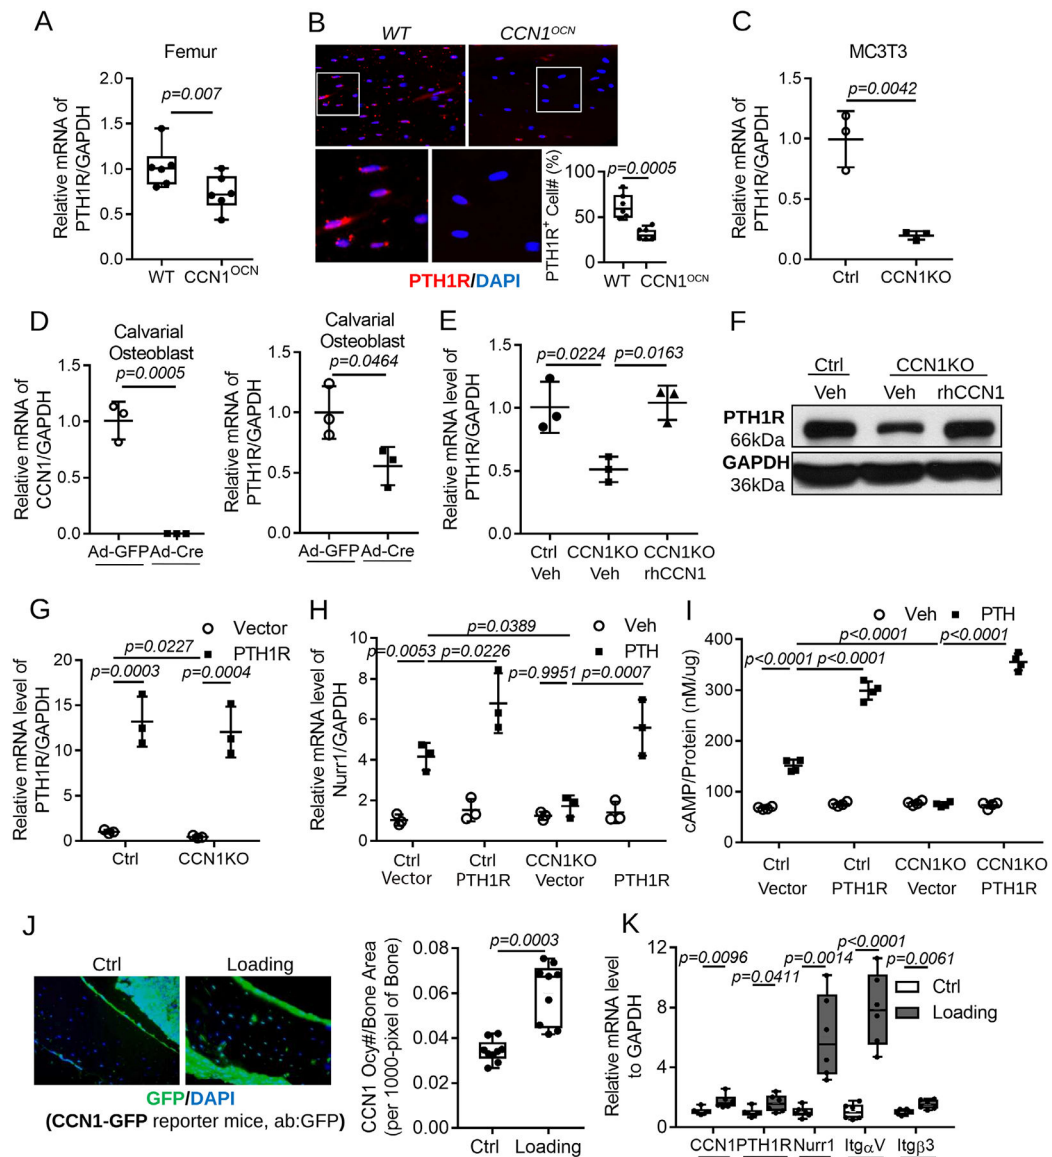 A
Femur
Relative mRNA of
PTH1R/GAPDH
2.0
1.5
1.0
0.5
0.0
p=0.007
WT
CCN1OCN
B
WT
CCN1OCN
PTH1R/DAPI
PTH1R+ Cell# (%)
100
50
0
p=0.0005
WT
CCN1OCN
C
MC3T3
Relative mRNA of
PTH1R/GAPDH
1.5
1.0
0.5
0.0
p=0.0042
Ctrl
CCN1KO
D
Calvarial
Osteoblast
Relative mRNA of
CCN1/GAPDH
1.5
1.0
0.5
0.0
p=0.0005
Ad-GFP
Ad-Cre
Calvarial
Osteoblast
Relative mRNA of
PTH1R/GAPDH
1.5
1.0
0.5
0.0
p=0.0464
Ad-GFP
Ad-Cre
E
Relative mRNA level of
PTH1R/GAPDH
1.5
1.0
0.5
0.0
p=0.0224
p=0.0163
Ctrl
Veh
CCN1KO
Veh
CCN1KO
rhCCN1
F
Ctrl
CCN1KO
Veh
Veh
rhCCN1
PTH1R
66kDa
GAPDH
36kDa
G
Vector
PTH1R
Relative mRNA level of
PTH1R/GAPDH
20
15
10
5
0
p=0.0227
p=0.0003
p=0.0004
Ctrl
CCN1KO
H
Veh
PTH
Relative mRNA level of
Nurr1/GAPDH
10
8
6
4
2
0
p=0.0389
p=0.0053
p=0.0226
p=0.9951
p=0.0007
Ctrl
Vector
Ctrl
PTH1R
CCN1KO
Vector
PTH1R
I
Veh
PTH
cAMP/Protein (nM/ug)
400
300
150
75
0
p<0.0001
p<0.0001
p<0.0001
p<0.0001
Ctrl
Vector
Ctrl
PTH1R
CCN1KO
Vector
CCN1KO
PTH1R
J
Ctrl
Loading
GFP/DAPI
(CCN1-GFP reporter mice, ab:GFP)
CCN1 Ocy#/Bone Area
(per 1000-pixel of Bone)
0.08
0.06
0.04
0.02
0.00
p=0.0003
Ctrl
Loading
K
Relative mRNA level
to GAPDH
12
8
4
0
p=0.0096
p=0.0411
p=0.0014
p<0.0001
p=0.0061
Ctrl
Loading
CCN1
PTH1R
Nurr1
ItgαV
Itgβ3